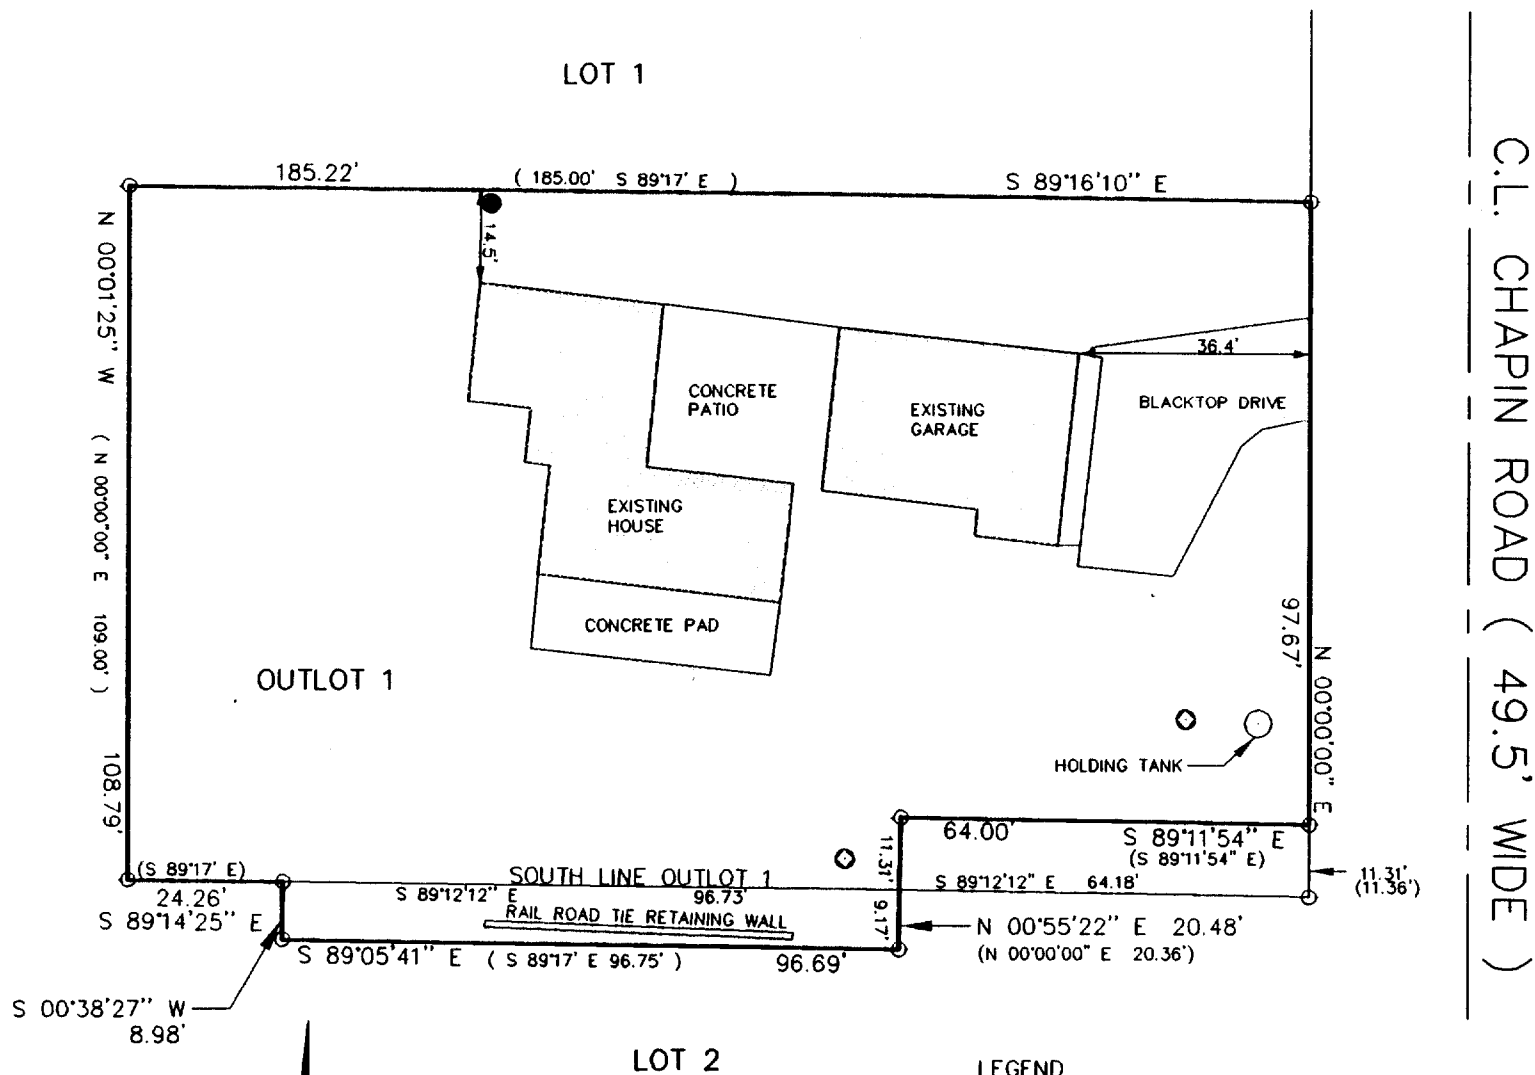 LOT 1
185.22'
( 185.00' S 89°17' E )
S 89°16'10" E
N 00°01'25" W ( N 00°00'00" E 109.00' )
108.79'
14.5'
36.4'
CONCRETE
PATIO
EXISTING
GARAGE
BLACKTOP DRIVE
EXISTING
HOUSE
CONCRETE PAD
OUTLOT 1
97.67'
N 00°00'00" E
HOLDING TANK
C.L. CHAPIN ROAD ( 49.5' WIDE )
64.00'
S 89°11'54" E
(S 89°11'54" E)
11.31'
9.17'
11.31'
(11.36')
(S 89°17' E)
24.26'
S 89°14'25" E
SOUTH LINE OUTLOT 1
S 89°12'12" E 96.73'
S 89°12'12" E 64.18'
RAIL ROAD TIE RETAINING WALL
N 00°55'22" E 20.48'
(N 00°00'00" E 20.36')
S 89°05'41" E ( S 89°17' E 96.75' ) 96.69'
S 00°38'27" W
8.98'
LOT 2
LEGEND